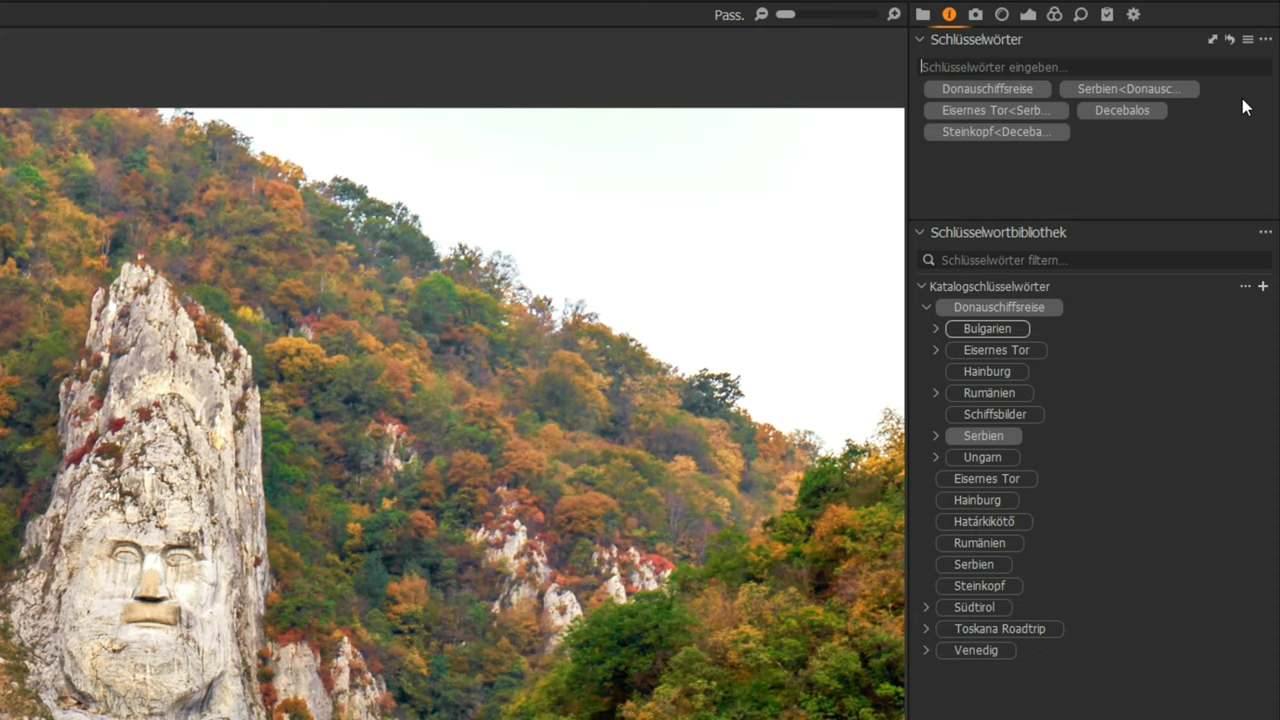 Pass.
Schlüsselwörter
Schlüsselwörter eingeben...
Donauschiffsreise Serbien<Donausc...
Eisernes Tor<Serb... Decebalos
Steinkopf<Deceba...
Schlüsselwortbibliothek
Schlüsselwörter filtern...
Katalogschlüsselwörter
Donauschiffsreise
Bulgarien
Eisernes Tor
Hainburg
Rumänien
Schiffsbilder
Serbien
Ungarn
Eisernes Tor
Hainburg
Határkikötő
Rumänien
Serbien
Steinkopf
Südtirol
Toskana Roadtrip
Venedig